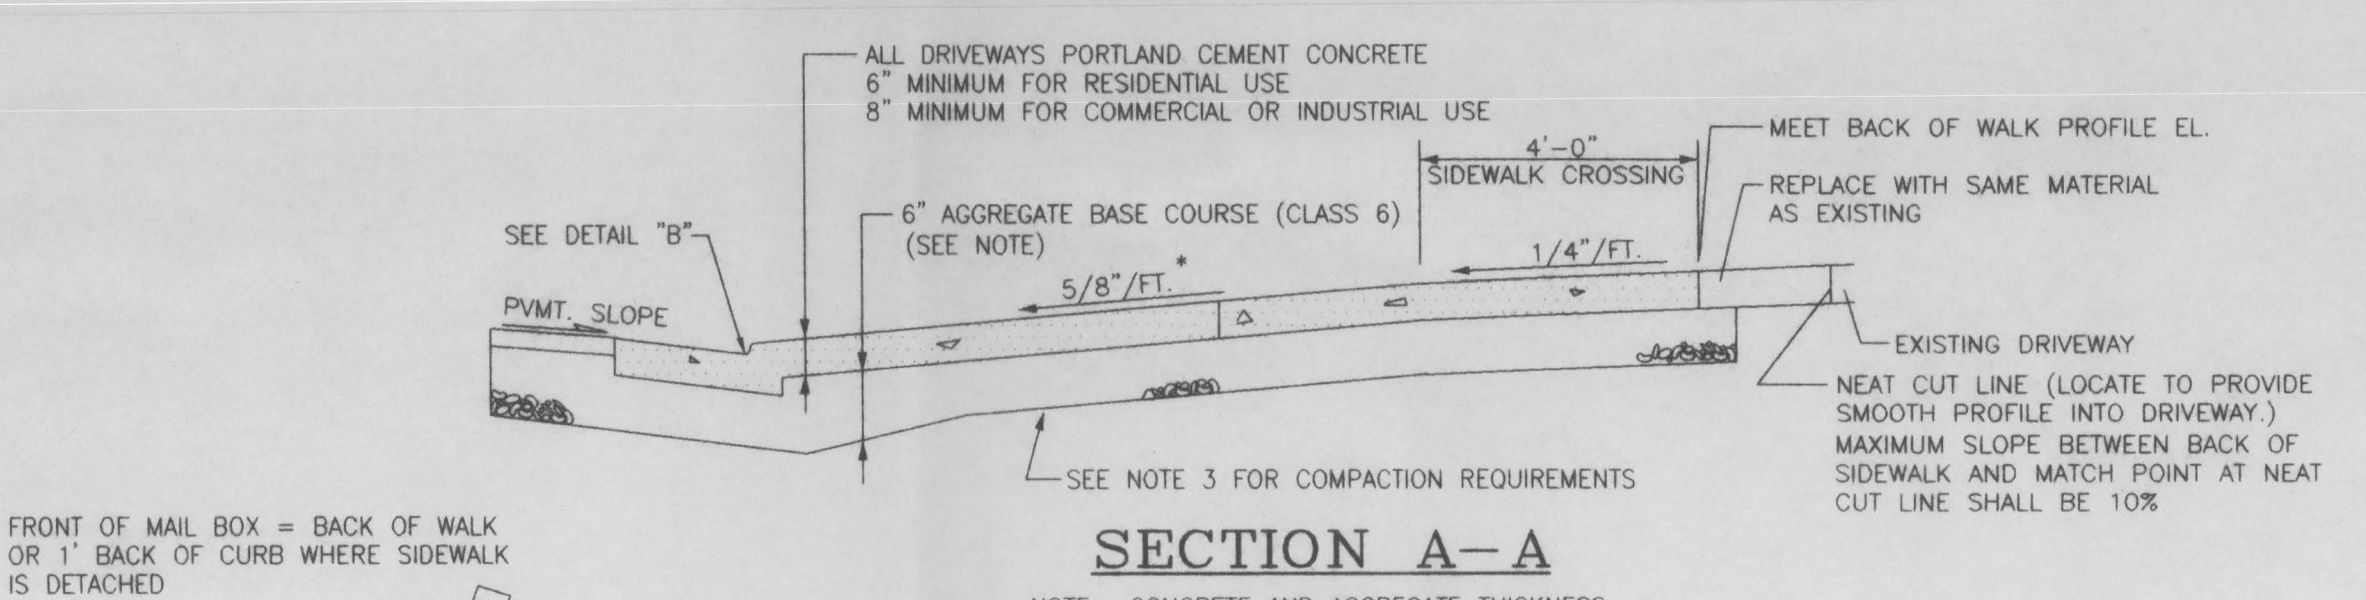 ALL DRIVEWAYS PORTLAND CEMENT CONCRETE
6" MINIMUM FOR RESIDENTIAL USE
8" MINIMUM FOR COMMERCIAL OR INDUSTRIAL USE
MEET BACK OF WALK PROFILE EL.
4'-0"
SIDEWALK CROSSING
REPLACE WITH SAME MATERIAL
AS EXISTING
6" AGGREGATE BASE COURSE (CLASS 6)
(SEE NOTE)
SEE DETAIL "B"
1/4"/FT.
5/8"/FT.*
PVMT. SLOPE
EXISTING DRIVEWAY
NEAT CUT LINE (LOCATE TO PROVIDE
SMOOTH PROFILE INTO DRIVEWAY.)
MAXIMUM SLOPE BETWEEN BACK OF
SIDEWALK AND MATCH POINT AT NEAT
CUT LINE SHALL BE 10%
SEE NOTE 3 FOR COMPACTION REQUIREMENTS
FRONT OF MAIL BOX = BACK OF WALK
OR 1' BACK OF CURB WHERE SIDEWALK
IS DETACHED
SECTION A-A
NOTE: CONCRETE AND AGGREGATE THICKNESS